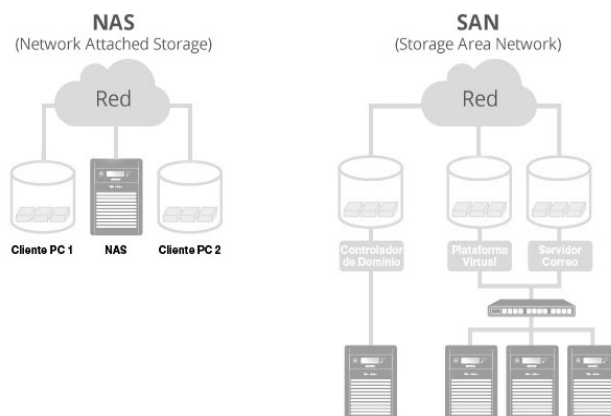 NAS
(Network Attached Storage)
Red
Cliente PC 1
NAS
Cliente PC 2
SAN
(Storage Area Network)
Red
Controlador
de Dominio
Plataforma
Virtual
Servidor
Correo